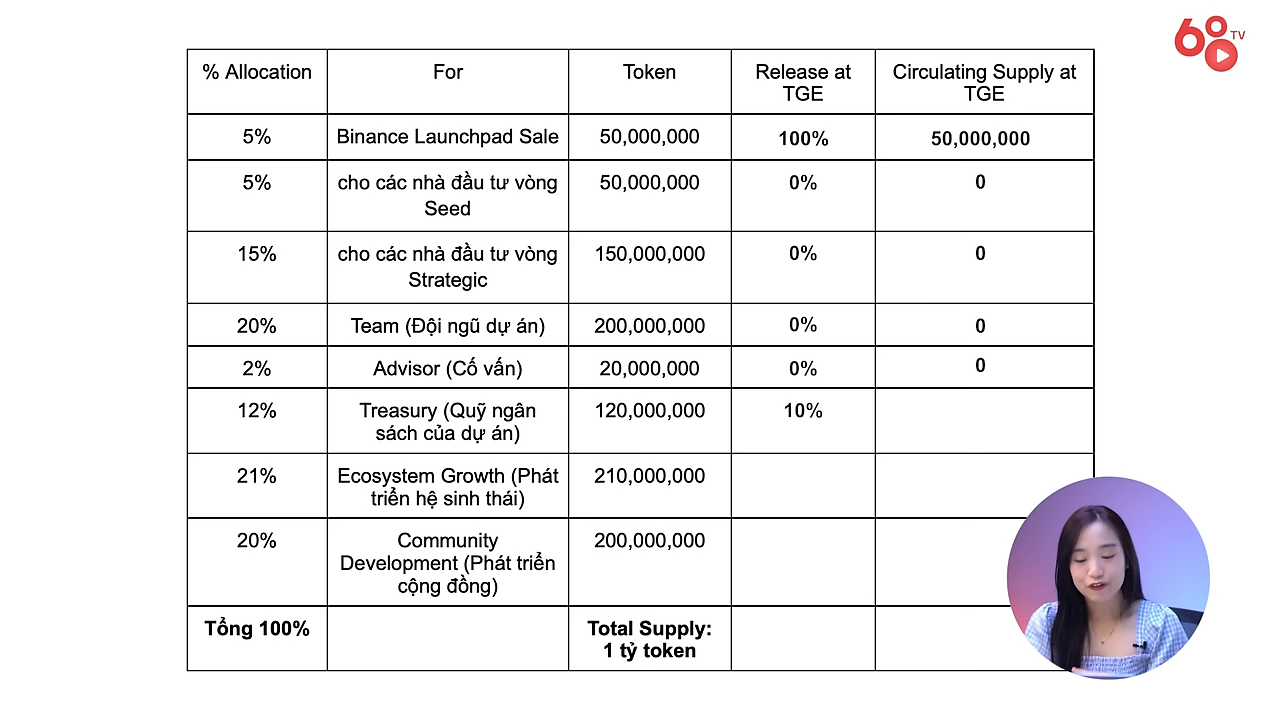 68 TV
% Allocation
For
Token
Release at
TGE
Circulating Supply at
TGE
5%
Binance Launchpad Sale
50,000,000
100%
50,000,000
5%
cho các nhà đầu tư vòng
Seed
50,000,000
0%
0
15%
cho các nhà đầu tư vòng
Strategic
150,000,000
0%
0
20%
Team (Đội ngũ dự án)
200,000,000
0%
0
2%
Advisor (Cố vấn)
20,000,000
0%
0
12%
Treasury (Quỹ ngân
sách của dự án)
120,000,000
10%
21%
Ecosystem Growth (Phát
triển hệ sinh thái)
210,000,000
20%
Community
Development (Phát triển
cộng đồng)
200,000,000
Tổng 100%
Total Supply:
1 tỷ token